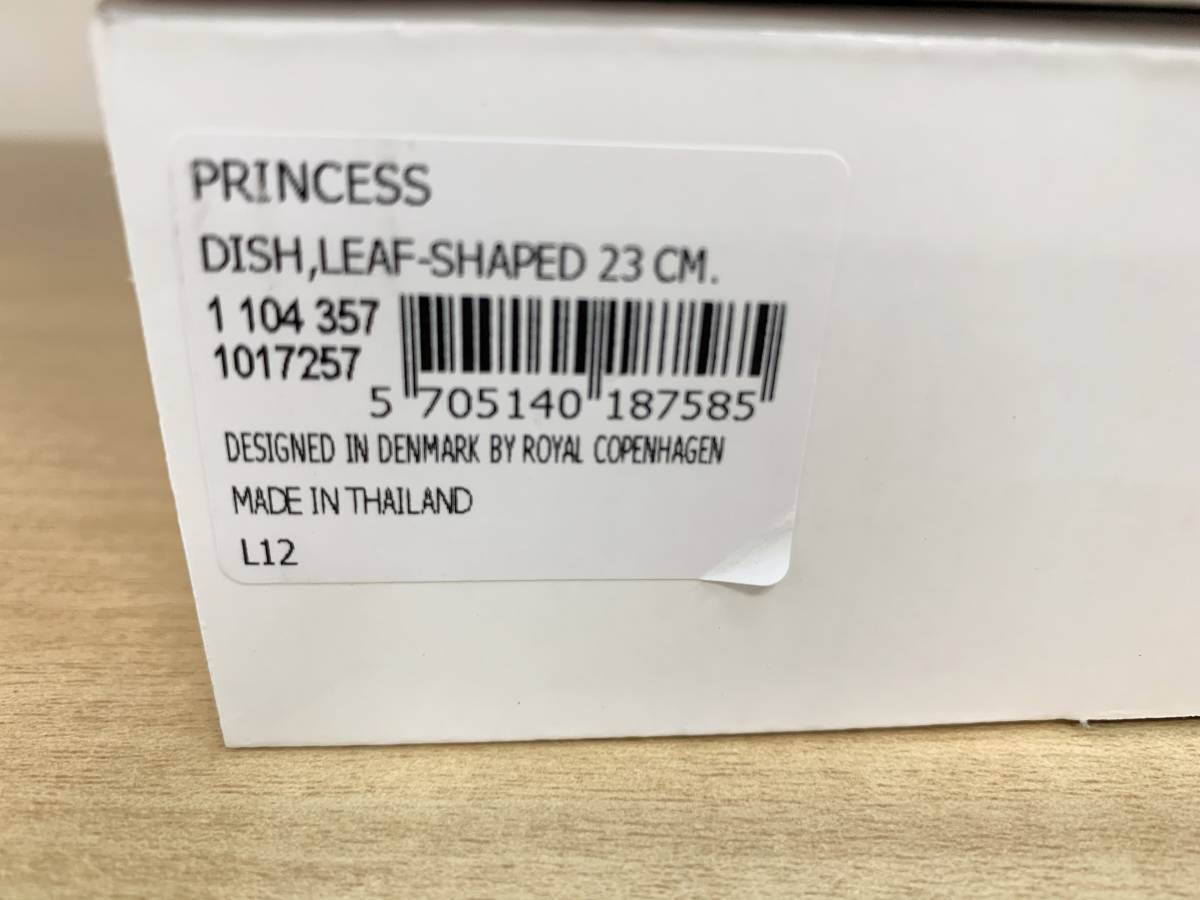 PRINCESS
DISH,LEAF-SHAPED 23 CM.
1 104 357
1017257
5 705140 187585
DESIGNED IN DENMARK BY ROYAL COPENHAGEN
MADE IN THAILAND
L12